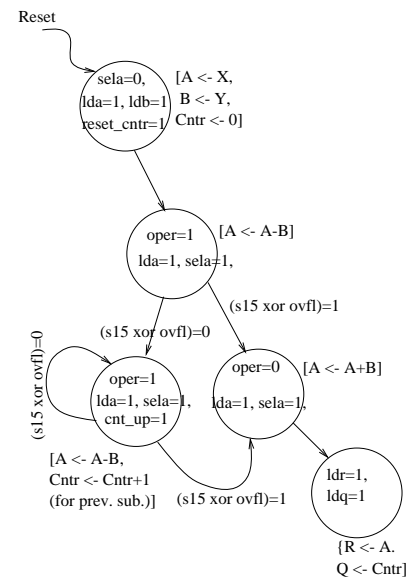 Reset
sela=0,
lda=1, ldb=1
reset_cntr=1
[A <- X,
B <- Y,
Cntr <- 0]
oper=1
lda=1, sela=1,
[A <- A-B]
(s15 xor ovfl)=1
(s15 xor ovfl)=0
(s15 xor ovfl)=0
oper=1
lda=1, sela=1,
cnt_up=1
oper=0
lda=1, sela=1,
[A <- A+B]
[A <- A-B,
Cntr <- Cntr+1
(for prev. sub.)]
(s15 xor ovfl)=1
ldr=1,
ldq=1
{R <- A.
Q <- Cntr]